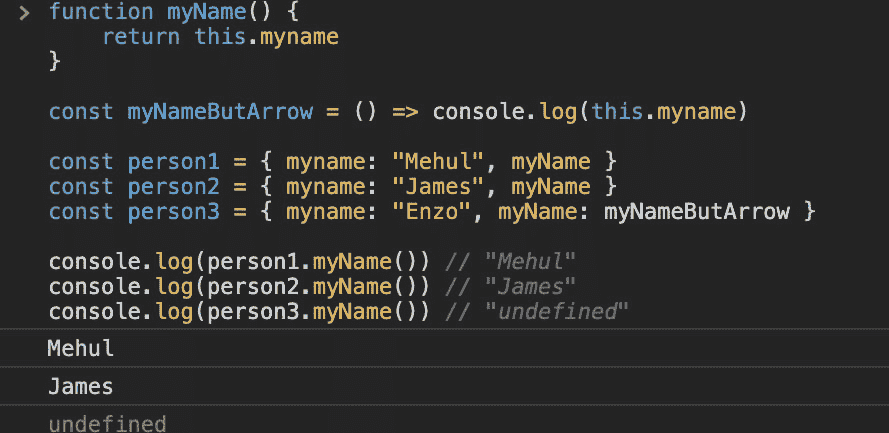 > function myName() {
    return this.myname
}
const myNameButArrow = () => console.log(this.myname)
const person1 = { myname: "Mehul", myName }
const person2 = { myname: "James", myName }
const person3 = { myname: "Enzo", myName: myNameButArrow }
console.log(person1.myName()) // "Mehul"
console.log(person2.myName()) // "James"
console.log(person3.myName()) // "undefined"
Mehul
James
undefined